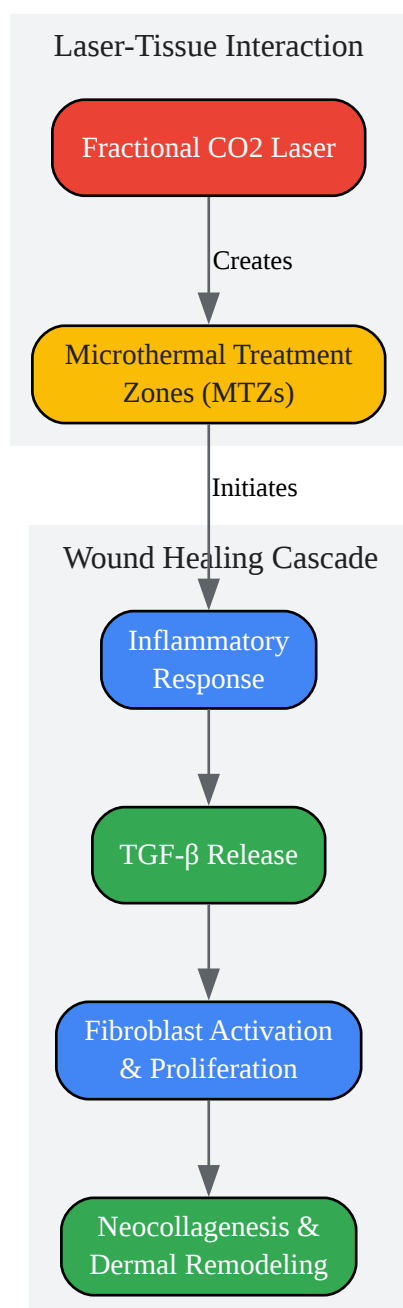 Laser-Tissue Interaction
Fractional CO2 Laser
Creates
Microthermal Treatment
Zones (MTZs)
Initiates
Wound Healing Cascade
Inflammatory
Response
TGF-β Release
Fibroblast Activation
& Proliferation
Neocollagenesis &
Dermal Remodeling